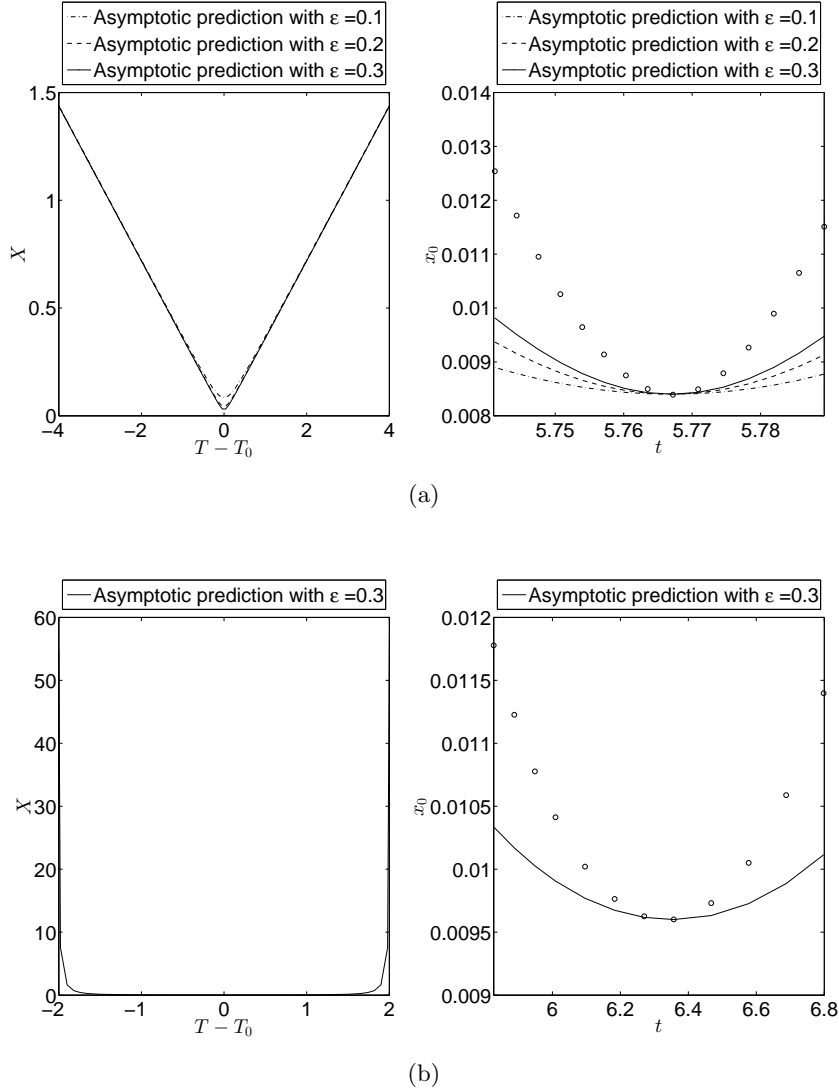 Asymptotic prediction with ε =0.1
Asymptotic prediction with ε =0.2
Asymptotic prediction with ε =0.3
1.5
1
0.5
0
X
−4
−2
0
2
4
T − T₀
Asymptotic prediction with ε =0.1
Asymptotic prediction with ε =0.2
Asymptotic prediction with ε =0.3
0.014
0.013
0.012
0.011
0.01
0.009
0.008
x₀
5.75
5.76
5.77
5.78
t
(a)
Asymptotic prediction with ε =0.3
60
50
40
30
20
10
0
X
−2
−1
0
1
2
T − T₀
Asymptotic prediction with ε =0.3
0.012
0.0115
0.011
0.0105
0.01
0.0095
0.009
x₀
6
6.2
6.4
6.6
6.8
t
(b)